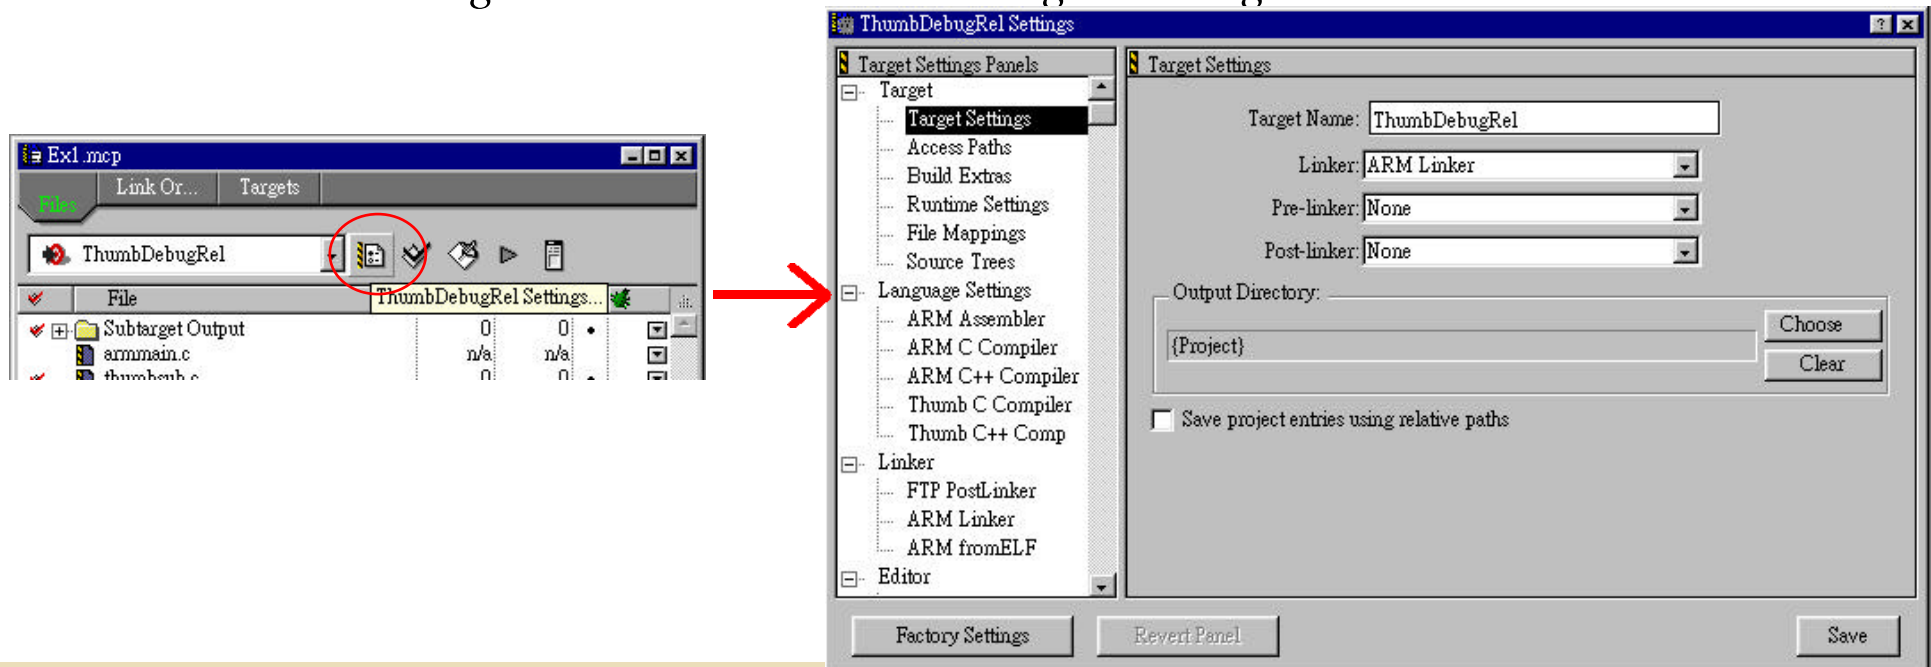 Ex1.mcp
Files
Link Or...
Targets
ThumbDebugRel
File
ThumbDebugRel Settings...
Subtarget Output 0 0
armmain.c n/a n/a
thumbsub.c 0 0
ThumbDebugRel Settings
Target Settings Panels
Target
Target Settings
Access Paths
Build Extras
Runtime Settings
File Mappings
Source Trees
Language Settings
ARM Assembler
ARM C Compiler
ARM C++ Compiler
Thumb C Compiler
Thumb C++ Comp
Linker
FTP PostLinker
ARM Linker
ARM fromELF
Editor
Target Settings
Target Name: ThumbDebugRel
Linker: ARM Linker
Pre-linker: None
Post-linker: None
Output Directory:
{Project}
Choose
Clear
Save project entries using relative paths
Factory Settings
Revert Panel
Save